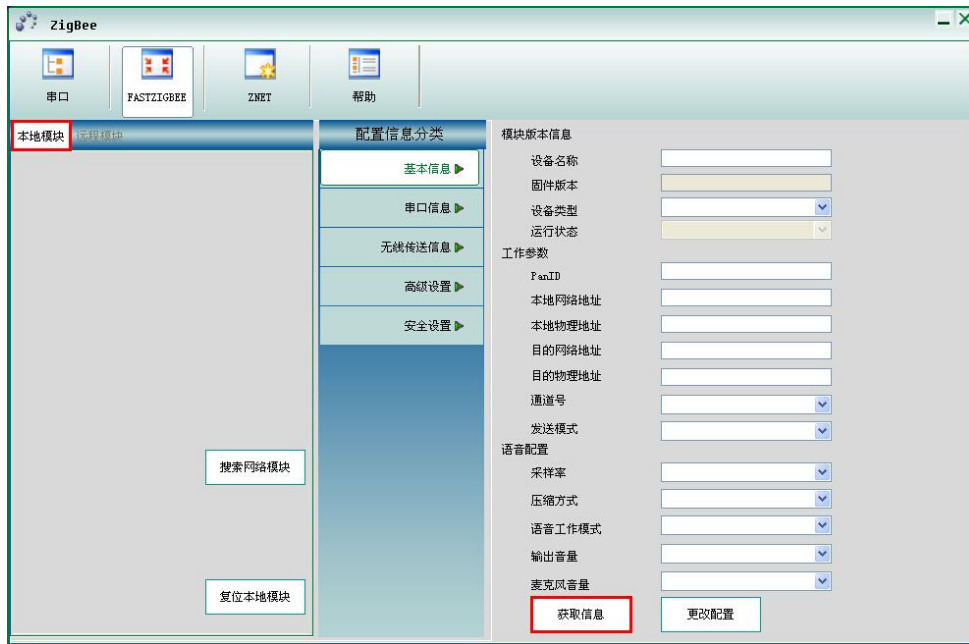 ZigBee
串口
FASTZIGBEE
ZNET
帮助
本地模块 远程模块
搜索网络模块
复位本地模块
配置信息分类
基本信息
串口信息
无线传送信息
高级设置
安全设置
模块版本信息
设备名称
固件版本
设备类型
运行状态
工作参数
PanID
本地网络地址
本地物理地址
目的网络地址
目的物理地址
通道号
发送模式
语音配置
采样率
压缩方式
语音工作模式
输出音量
麦克风音量
获取信息 更改配置